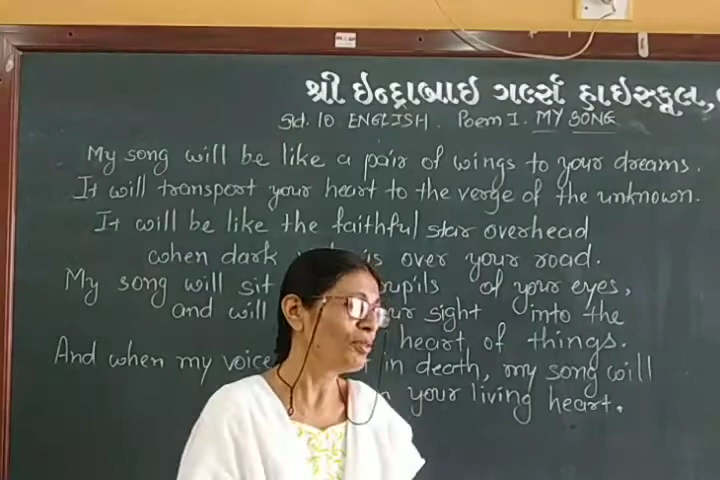 શ્રી ઇન્દ્રાબાઇ ગર્લ્સ હાઇસ્કૂલ,
Std. 10 ENGLISH. Poem 1. MY SONG
My song will be like a pair of wings to your dreams.
It will transport your heart to the verge of the unknown.
It will be like the faithful star overhead
when dark is over your road.
My song will sit pupils of your eyes,
and will your sight into the
heart of things.
And when my voice in death, my song will
your living heart.